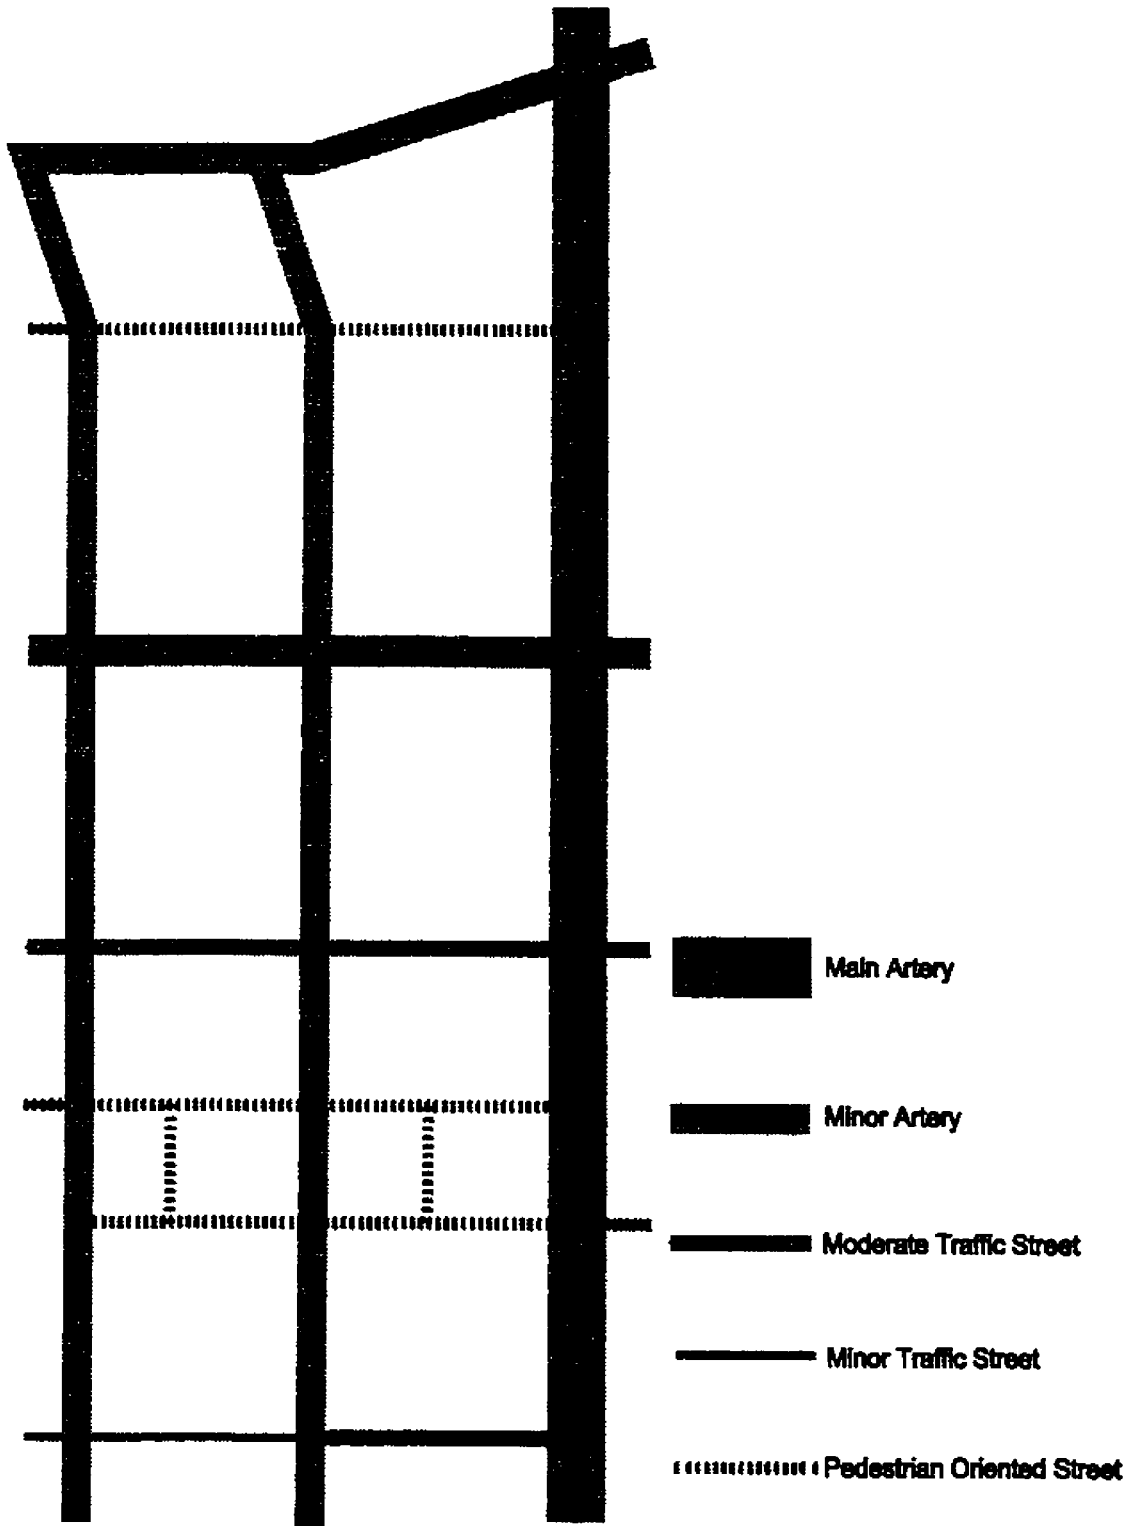 Main Artery
Minor Artery
Moderate Traffic Street
Minor Traffic Street
Pedestrian Oriented Street